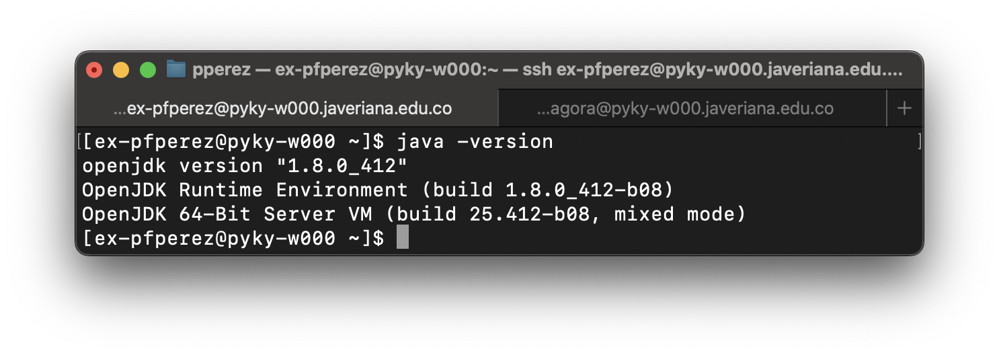 pperez — ex-pfperez@pyky-w000:~ — ssh ex-pfperez@pyky-w000.javeriana.edu....
...ex-pfperez@pyky-w000.javeriana.edu.co
...agora@pyky-w000.javeriana.edu.co
+
[[ex-pfperez@pyky-w000 ~]$ java -version ]
openjdk version "1.8.0_412"
OpenJDK Runtime Environment (build 1.8.0_412-b08)
OpenJDK 64-Bit Server VM (build 25.412-b08, mixed mode)
[ex-pfperez@pyky-w000 ~]$